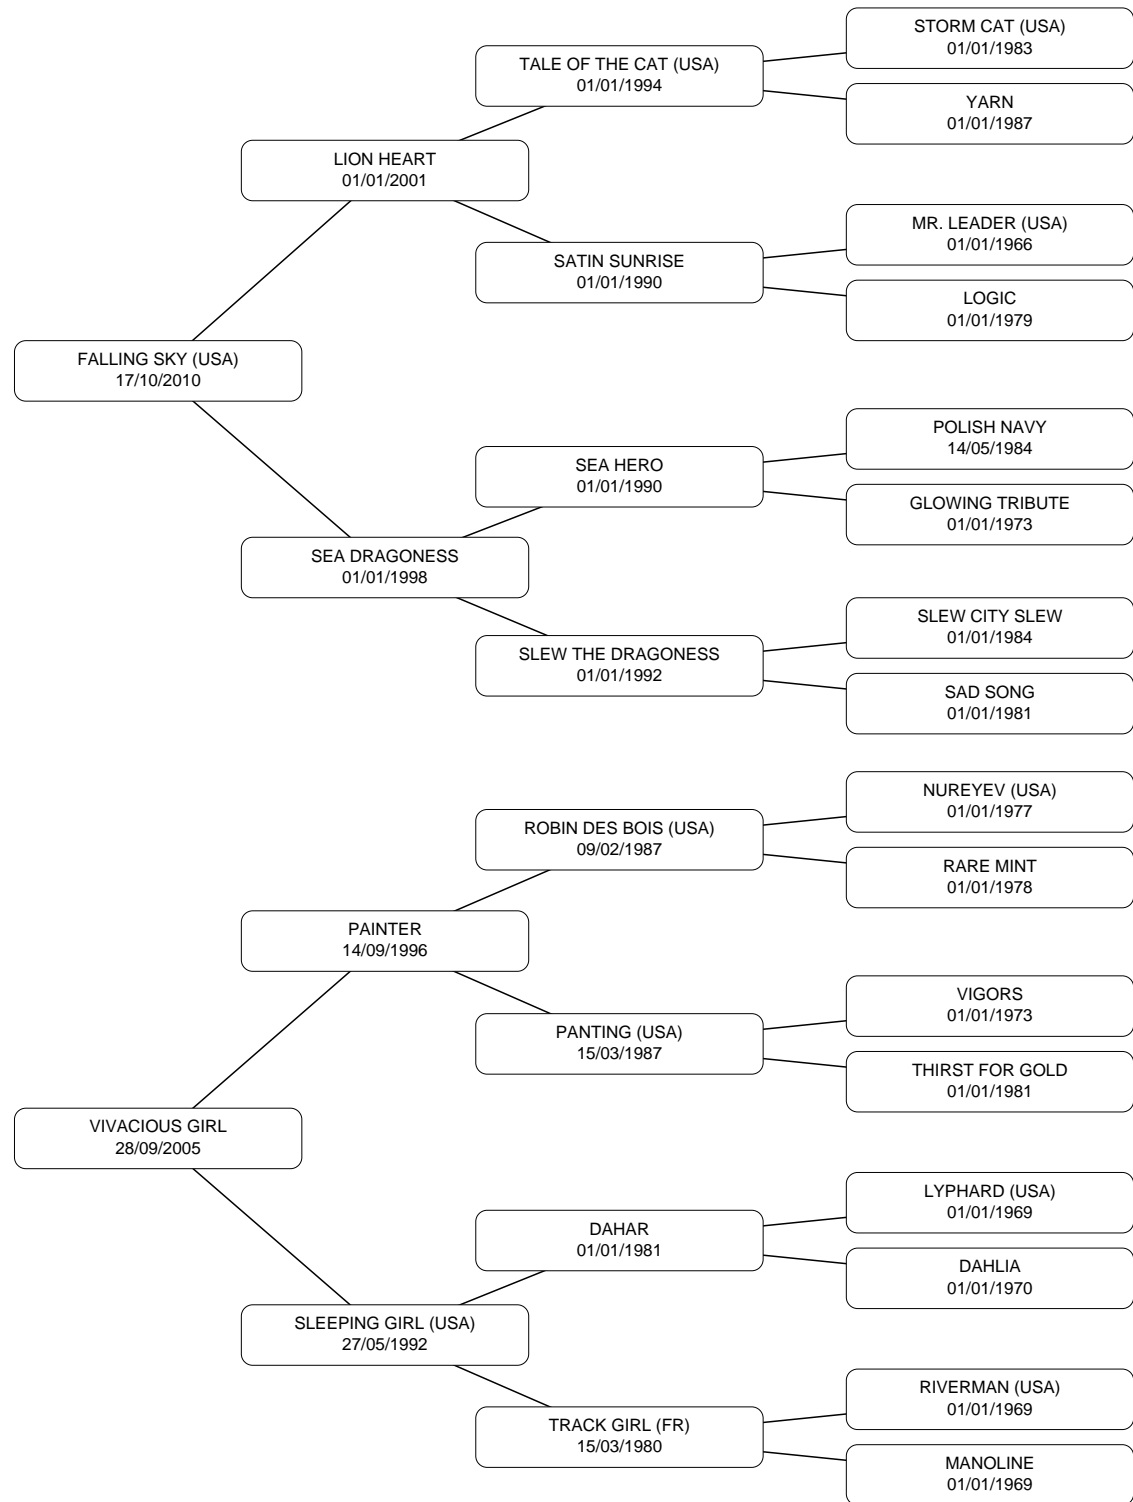 STORM CAT (USA)
01/01/1983
TALE OF THE CAT (USA)
01/01/1994
YARN
01/01/1987
LION HEART
01/01/2001
MR. LEADER (USA)
01/01/1966
SATIN SUNRISE
01/01/1990
LOGIC
01/01/1979
FALLING SKY (USA)
17/10/2010
POLISH NAVY
14/05/1984
SEA HERO
01/01/1990
GLOWING TRIBUTE
01/01/1973
SEA DRAGONESS
01/01/1998
SLEW CITY SLEW
01/01/1984
SLEW THE DRAGONESS
01/01/1992
SAD SONG
01/01/1981
NUREYEV (USA)
01/01/1977
ROBIN DES BOIS (USA)
09/02/1987
RARE MINT
01/01/1978
PAINTER
14/09/1996
VIGORS
01/01/1973
PANTING (USA)
15/03/1987
THIRST FOR GOLD
01/01/1981
VIVACIOUS GIRL
28/09/2005
LYPHARD (USA)
01/01/1969
DAHAR
01/01/1981
DAHLIA
01/01/1970
SLEEPING GIRL (USA)
27/05/1992
RIVERMAN (USA)
01/01/1969
TRACK GIRL (FR)
15/03/1980
MANOLINE
01/01/1969